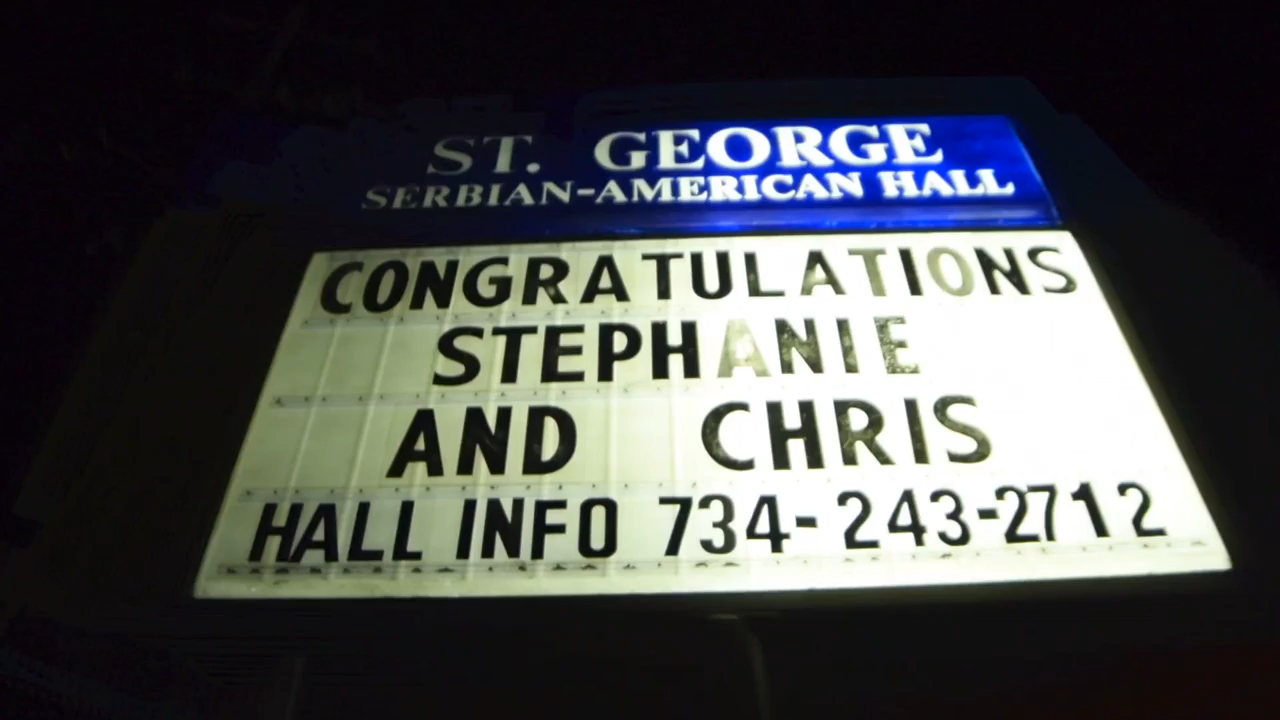 ST. GEORGE
SERBIAN-AMERICAN HALL
CONGRATULATIONS
STEPHANIE
AND CHRIS
HALL INFO 734-243-2712